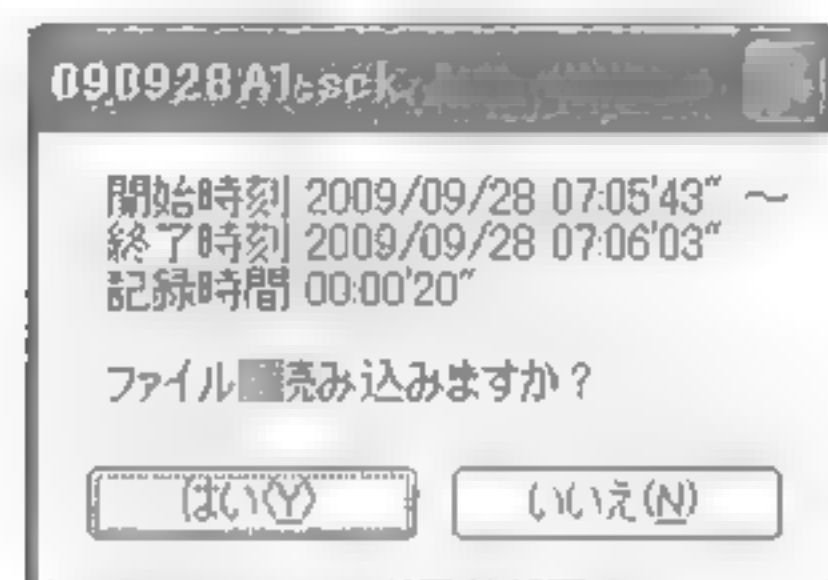 090928A1.sck
開始時刻 2009/09/28 07:05'43" ～
終了時刻 2009/09/28 07:06'03"
記録時間 00:00'20"
ファイル 読み込みますか？
はい(Y)
いいえ(N)